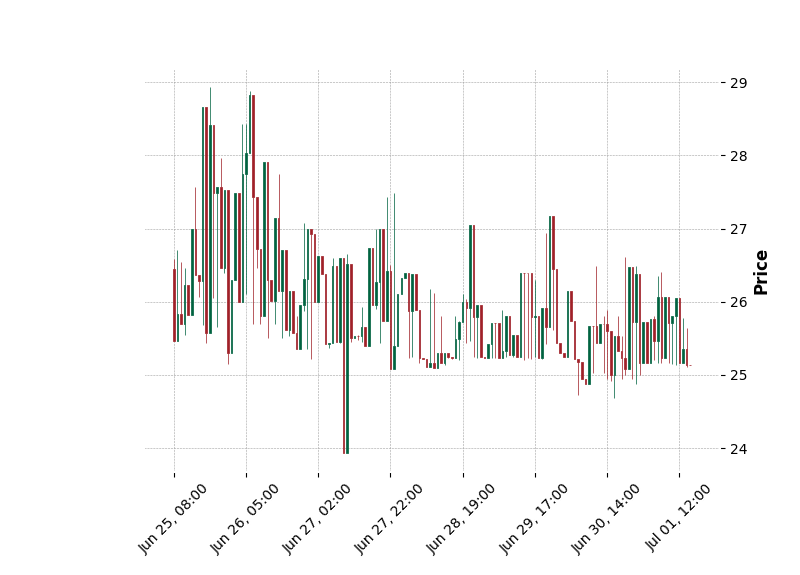 29
28
27
26
25
24
Price
Jun 25, 08:00
Jun 26, 05:00
Jun 27, 02:00
Jun 27, 22:00
Jun 28, 19:00
Jun 29, 17:00
Jun 30, 14:00
Jul 01, 12:00